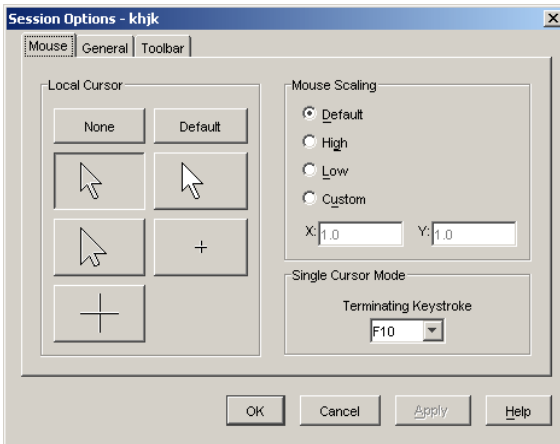 Session Options - khjk
Mouse General Toolbar
Local Cursor
None Default
Mouse Scaling
Default
High
Low
Custom
X: 1.0 Y: 1.0
Single Cursor Mode
Terminating Keystroke
F10
OK Cancel Apply Help